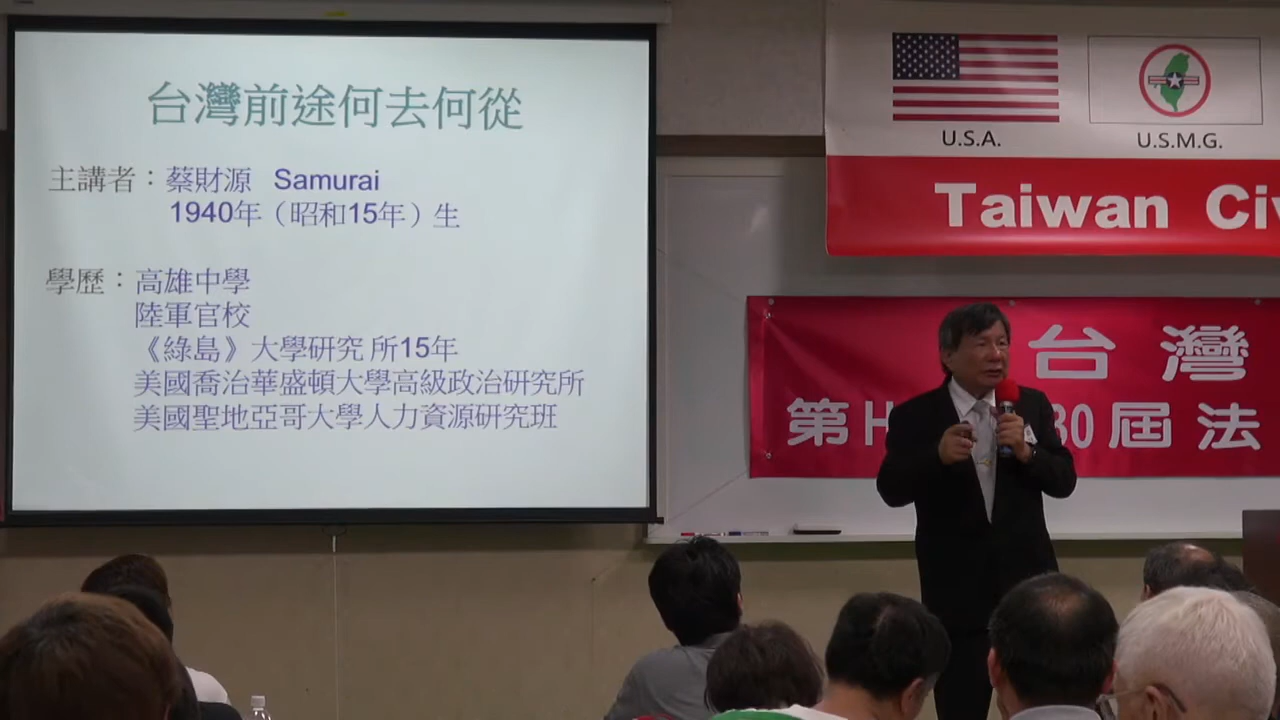 台灣前途何去何從
主講者：蔡財源 Samurai
1940年（昭和15年）生
學歷：高雄中學
陸軍官校
《綠島》大學研究 所15年
美國喬治華盛頓大學高級政治研究所
美國聖地亞哥大學人力資源研究班
U.S.A.
U.S.M.G.
Taiwan Ci
台灣
第H 30屆法